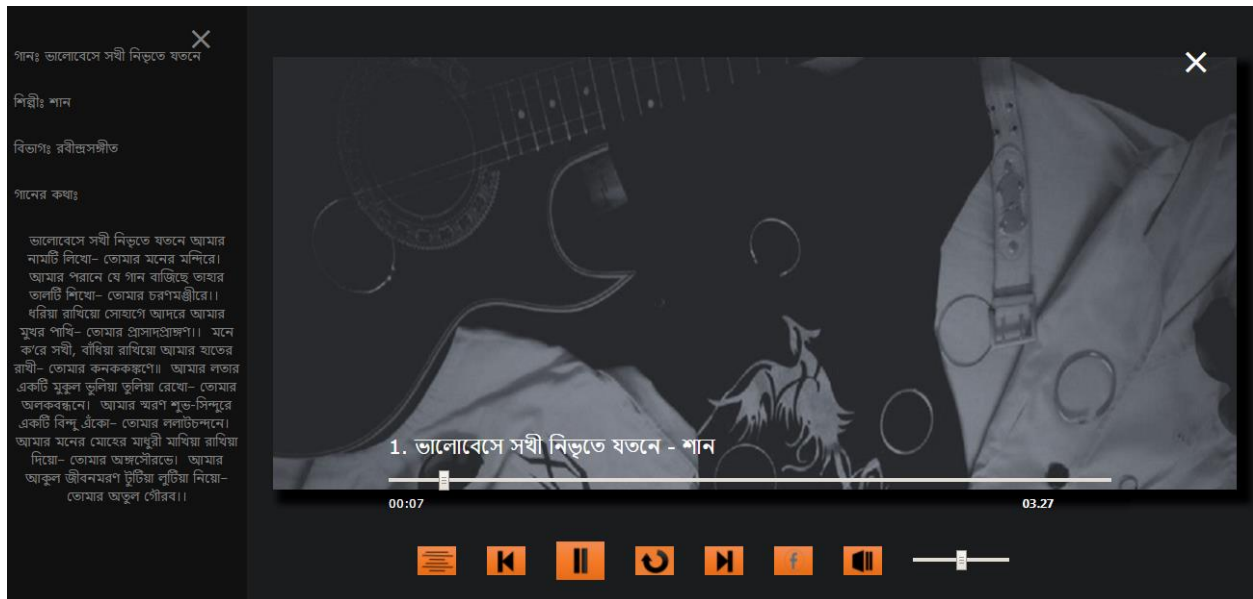 গানঃ ভালোবেসে সখী নিভৃতে যতনে
শিল্পীঃ শান
বিভাগঃ রবীন্দ্রসঙ্গীত
গানের কথাঃ
ভালোবেসে সখী নিভৃতে যতনে আমার
নামটি লিখো– তোমার মনের মন্দিরে।
আমার পরানে যে গান বাজিছে তাহার
তালটি শিখো– তোমার চরণমঞ্জীরে।।
ধরিয়া রাখিয়ো সোহাগে আদরে আমার
মুখর পাখি– তোমার প্রাসাদপ্রাঙ্গণ।। মনে
ক'রে সখী, বাঁধিয়া রাখিয়ো আমার হাতের
রাখী– তোমার কনককঙ্কণে॥ আমার লতার
একটি মুকুল ভুলিয়া তুলিয়া রেখো– তোমার
অলকবন্ধনে। আমার স্মরণ শুভ-সিন্দুরে
একটি বিন্দু এঁকো– তোমার ললাটচন্দনে।
আমার মনের মোহের মাধুরী মাখিয়া রাখিয়া
দিয়ো– তোমার অঙ্গসৌরভে। আমার
আকুল জীবনমরণ টুটিয়া লুটিয়া নিয়ো–
তোমার অতুল গৌরব।।
1. ভালোবেসে সখী নিভৃতে যতনে - শান
00:07 03.27